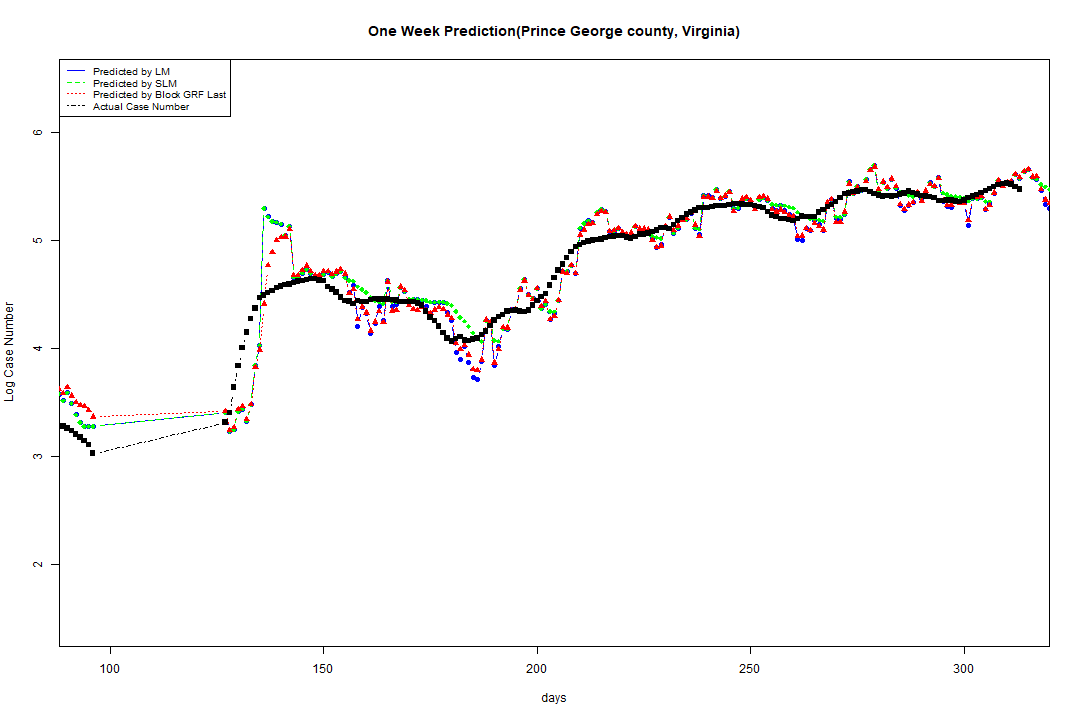 One Week Prediction(Prince George county, Virginia)
Predicted by LM
Predicted by SLM
Predicted by Block GRF Last
Actual Case Number
Log Case Number
6
5
4
3
2
100 150 200 250 300
days